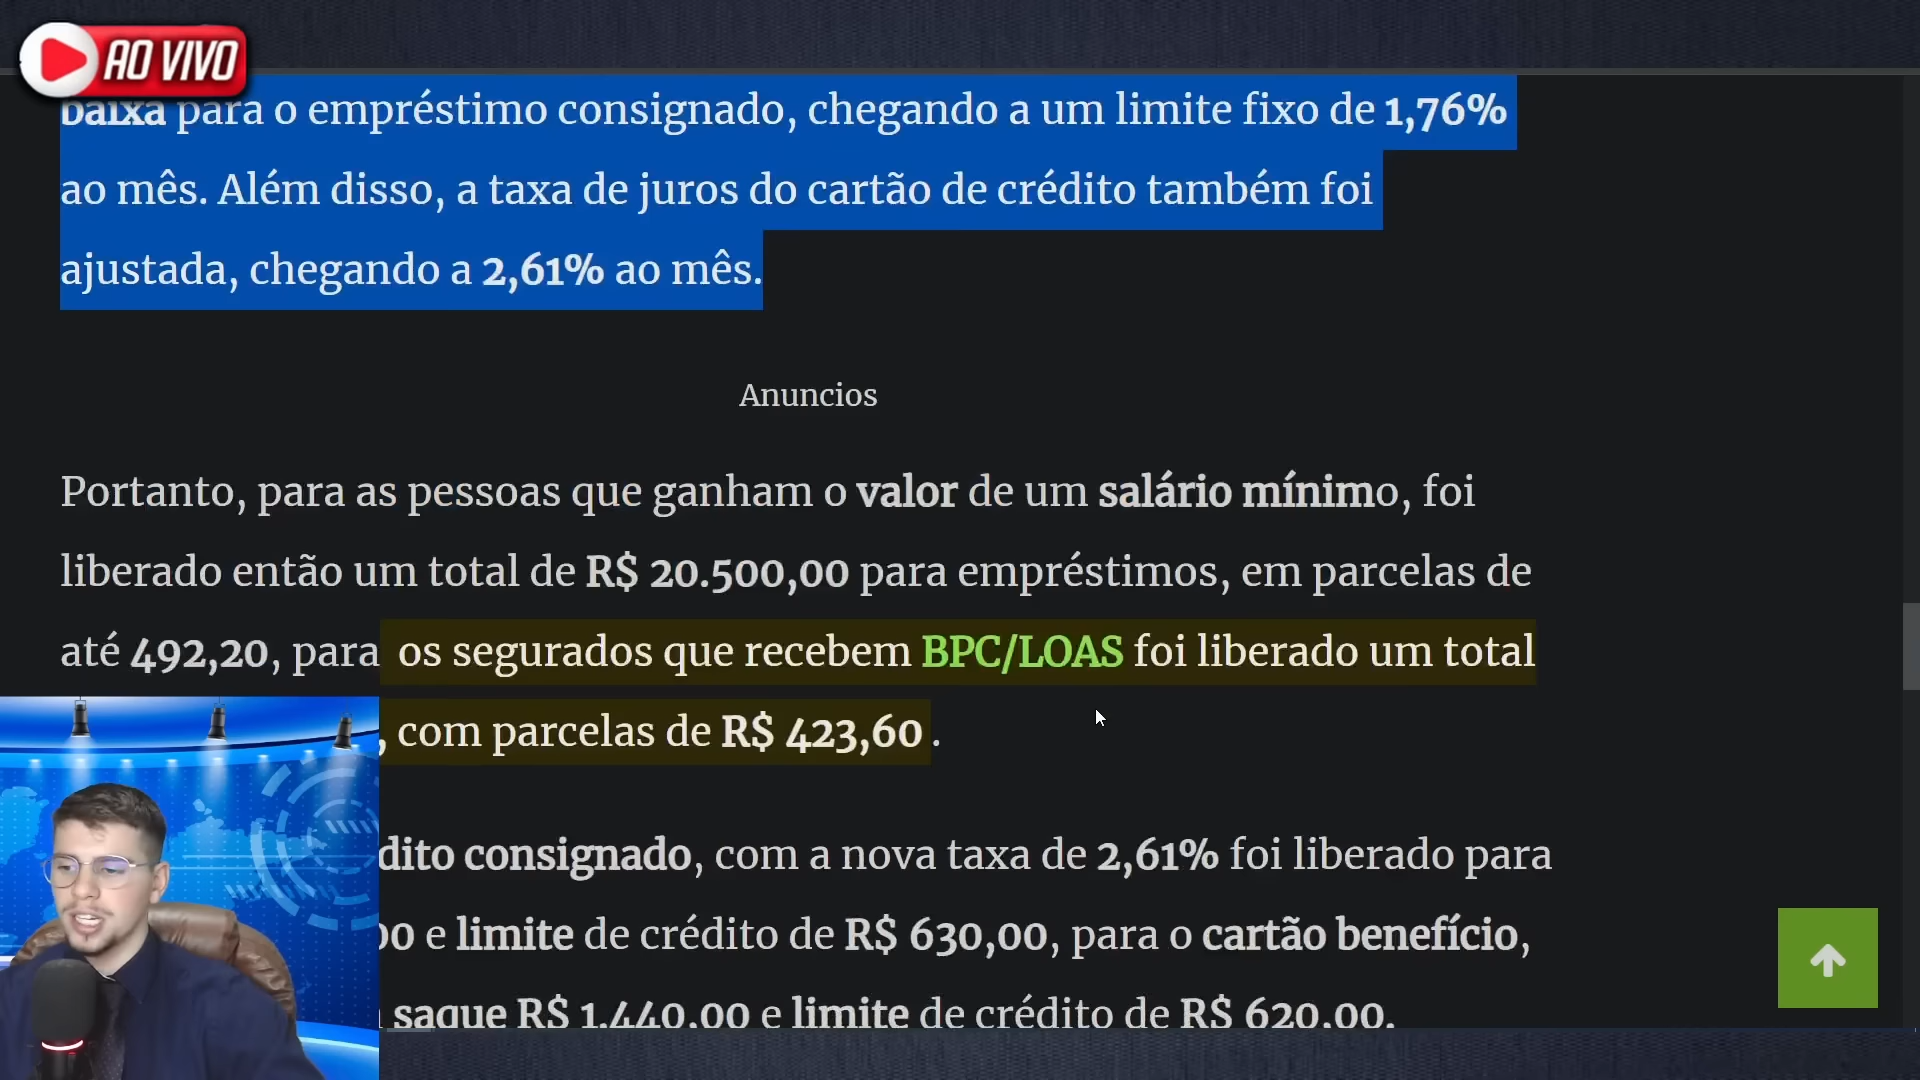 AO VIVO
baixa para o empréstimo consignado, chegando a um limite fixo de 1,76%
ao mês. Além disso, a taxa de juros do cartão de crédito também foi
ajustada, chegando a 2,61% ao mês.
Anuncios
Portanto, para as pessoas que ganham o valor de um salário mínimo, foi
liberado então um total de R$ 20.500,00 para empréstimos, em parcelas de
até 492,20, para os segurados que recebem BPC/LOAS foi liberado um total
, com parcelas de R$ 423,60 .
dito consignado, com a nova taxa de 2,61% foi liberado para
00 e limite de crédito de R$ 630,00, para o cartão benefício,
saque R$ 1.440,00 e limite de crédito de R$ 620,00.